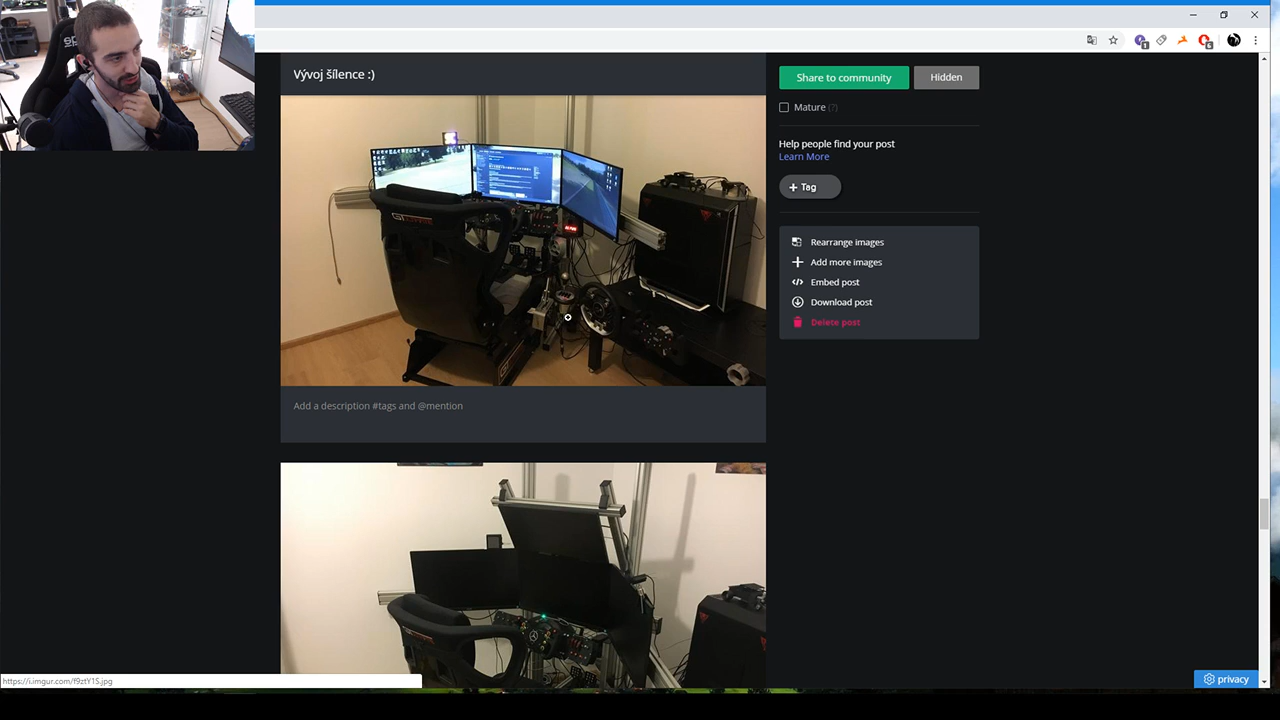 Vývoj šílence :)
Share to community
Hidden
Mature (?)
Help people find your post
Learn More
+ Tag
Rearrange images
Add more images
Embed post
Download post
Delete post
Add a description #tags and @mention
https://i.imgur.com/f9ztY1S.jpg
privacy